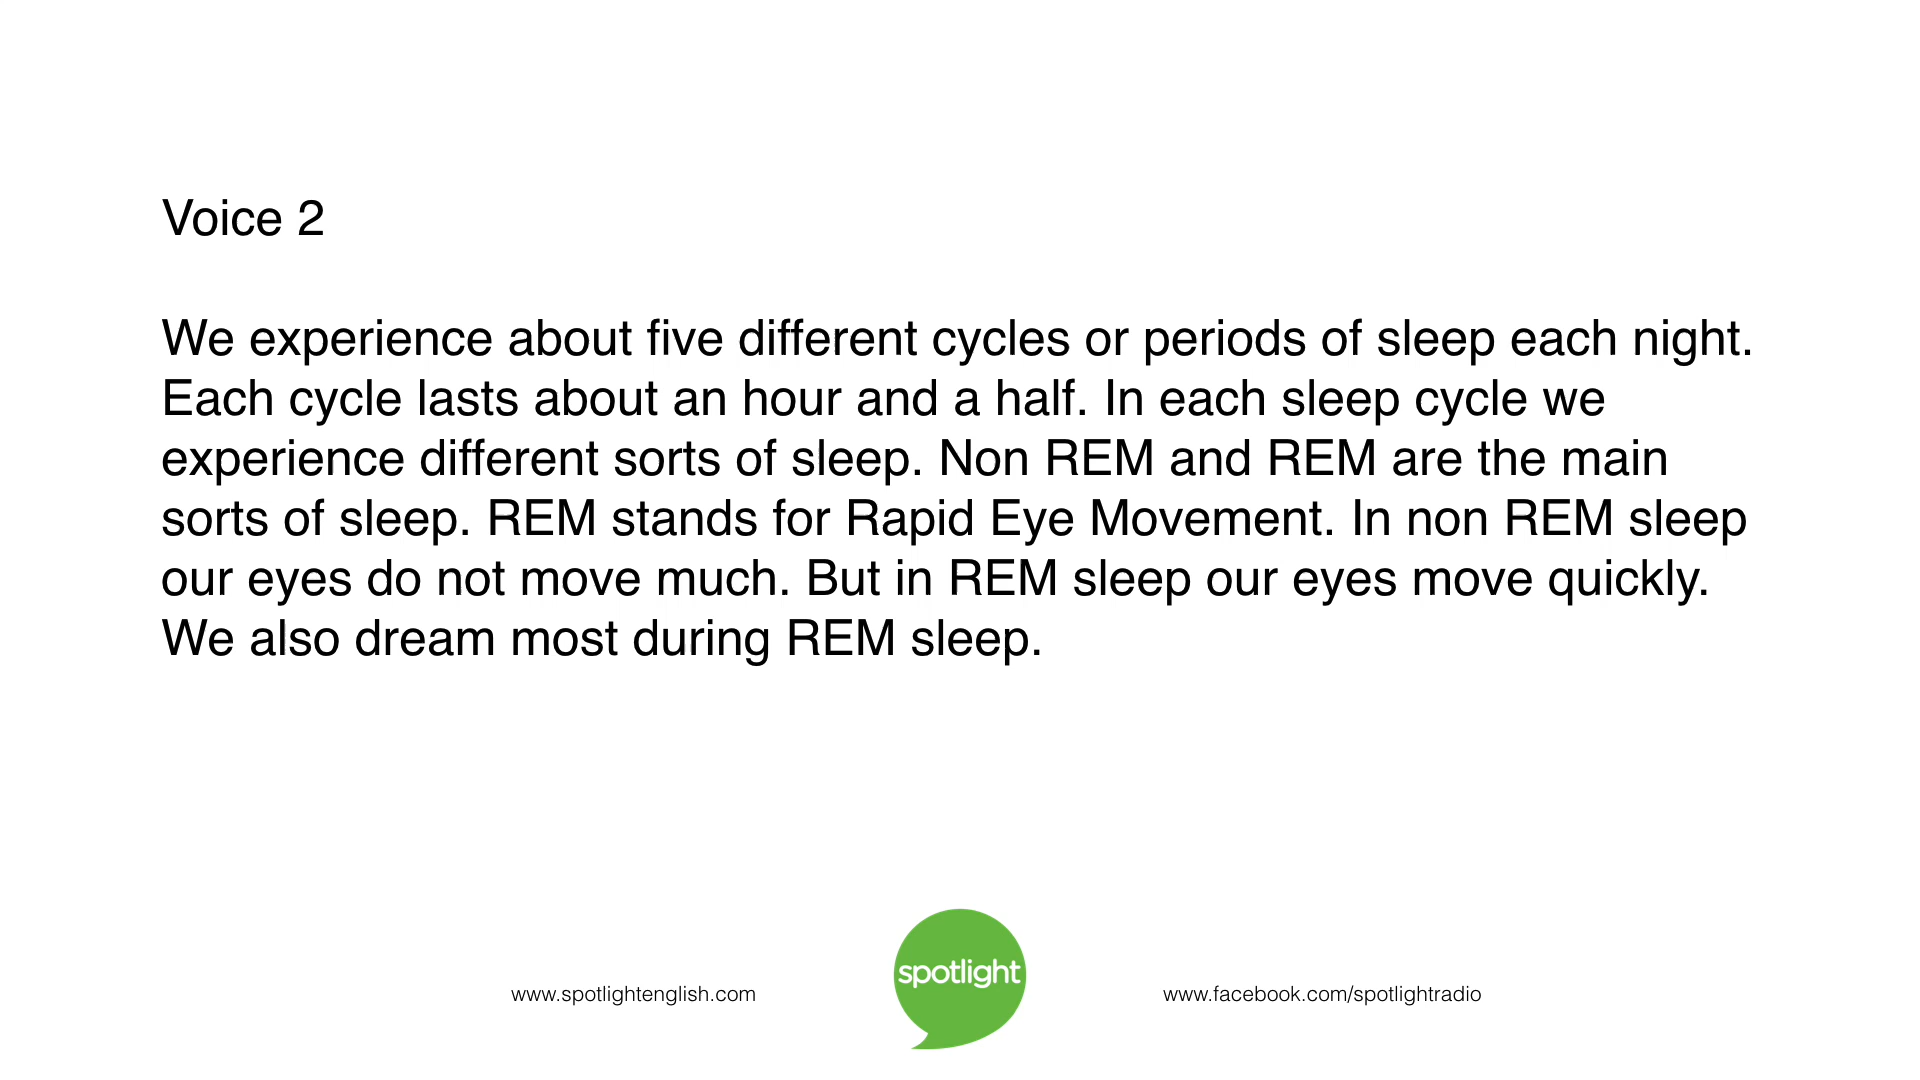 Voice 2
We experience about five different cycles or periods of sleep each night.
Each cycle lasts about an hour and a half. In each sleep cycle we
experience different sorts of sleep. Non REM and REM are the main
sorts of sleep. REM stands for Rapid Eye Movement. In non REM sleep
our eyes do not move much. But in REM sleep our eyes move quickly.
We also dream most during REM sleep.
spotlight
www.spotlightenglish.com
www.facebook.com/spotlightradio